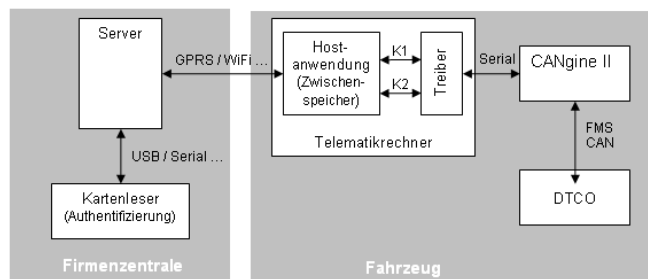 Server
GPRS / WiFi ...
Host-
anwendung
(Zwischen-
speicher)
K1
K2
Treiber
Telematikrechner
Serial
CANgine II
FMS
CAN
DTCO
USB / Serial ...
Kartenleser
(Authentifizierung)
Firmenzentrale
Fahrzeug